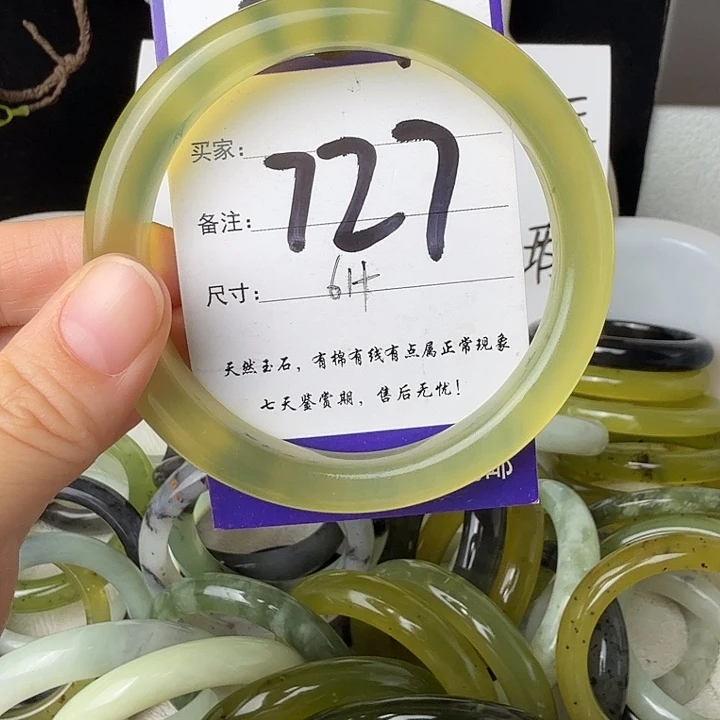 买家: 727
备注:
尺寸: 61#
天然玉石，有棉有线有点属正常现象
七天鉴赏期，售后无忧！